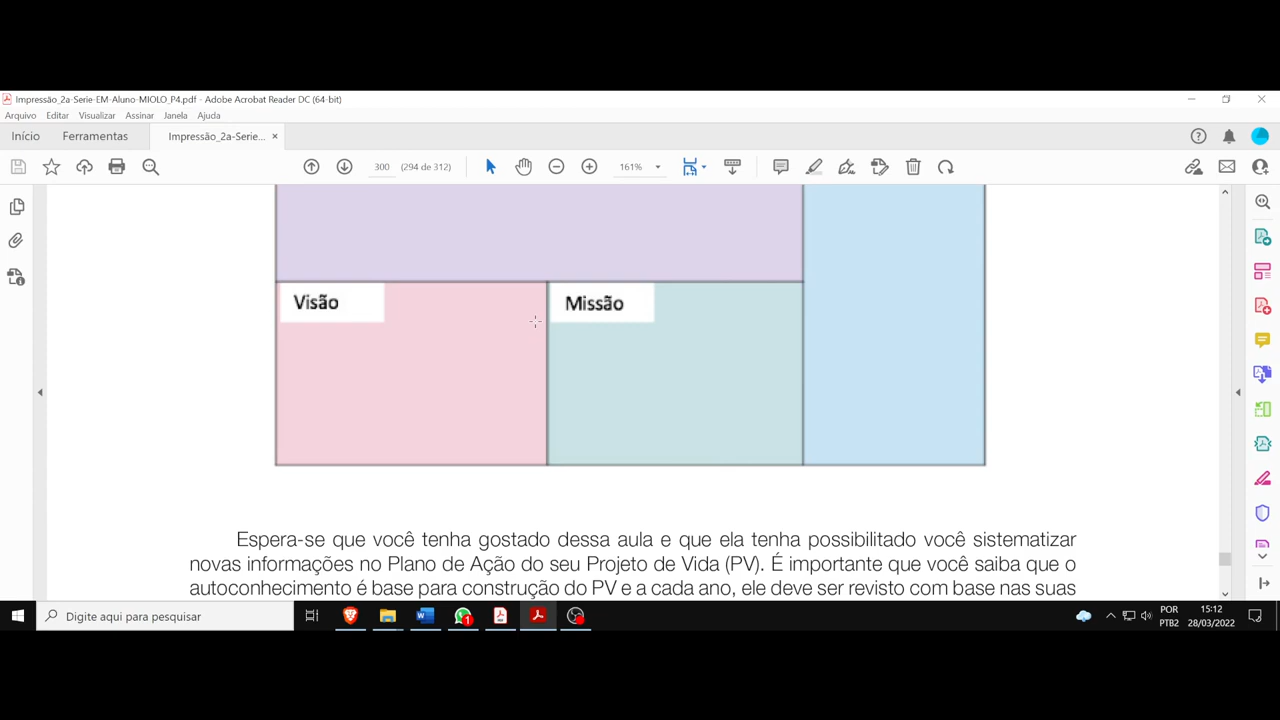 Impressão_2a-Serie-EM-Aluno-MIOLO_P4.pdf - Adobe Acrobat Reader DC (64-bit)
Arquivo Editar Visualizar Assinar Janela Ajuda
Início Ferramentas Impressão_2a-Serie... ×
300 (294 de 312) 161%
Visão
Missão
Espera-se que você tenha gostado dessa aula e que ela tenha possibilitado você sistematizar
novas informações no Plano de Ação do seu Projeto de Vida (PV). É importante que você saiba que o
autoconhecimento é base para construção do PV e a cada ano, ele deve ser revisto com base nas suas
Digite aqui para pesquisar
1
POR
PTB2
15:12
28/03/2022